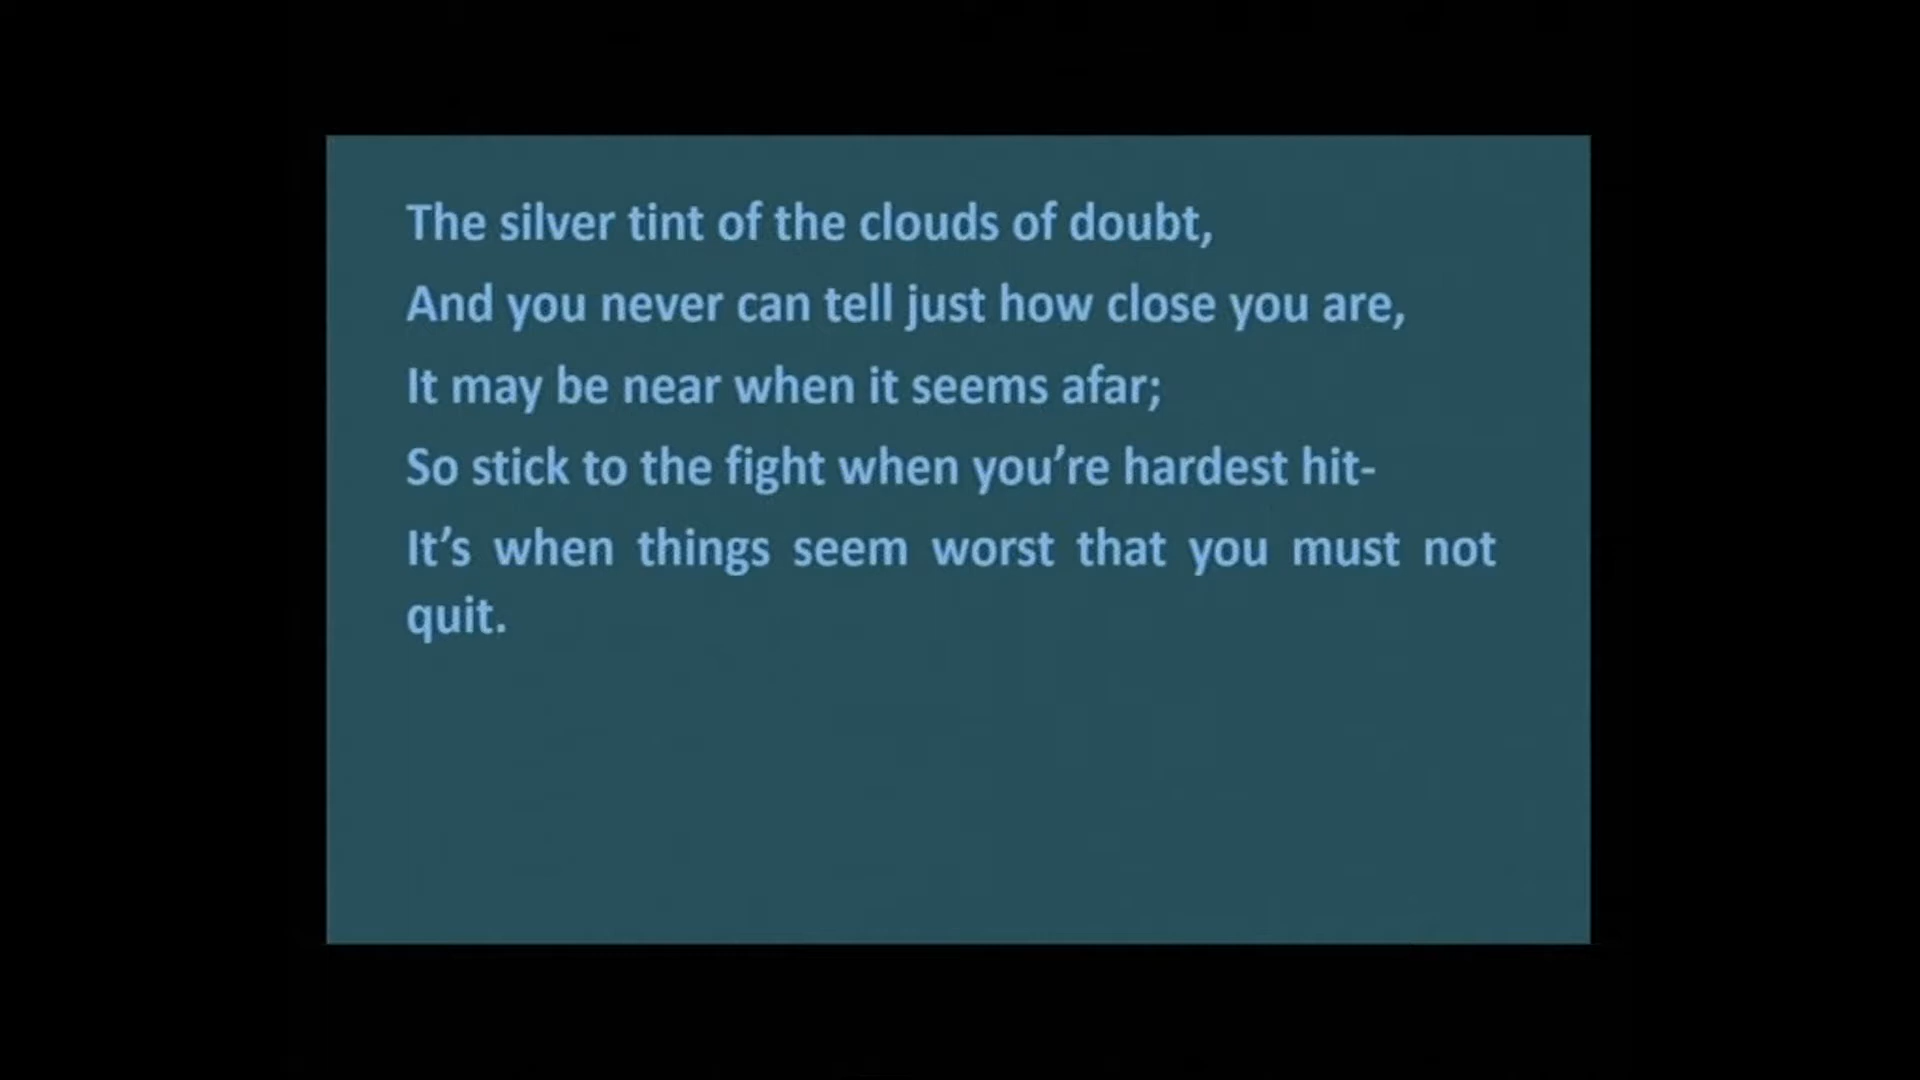 The silver tint of the clouds of doubt,
And you never can tell just how close you are,
It may be near when it seems afar;
So stick to the fight when you’re hardest hit-
It’s when things seem worst that you must not
quit.